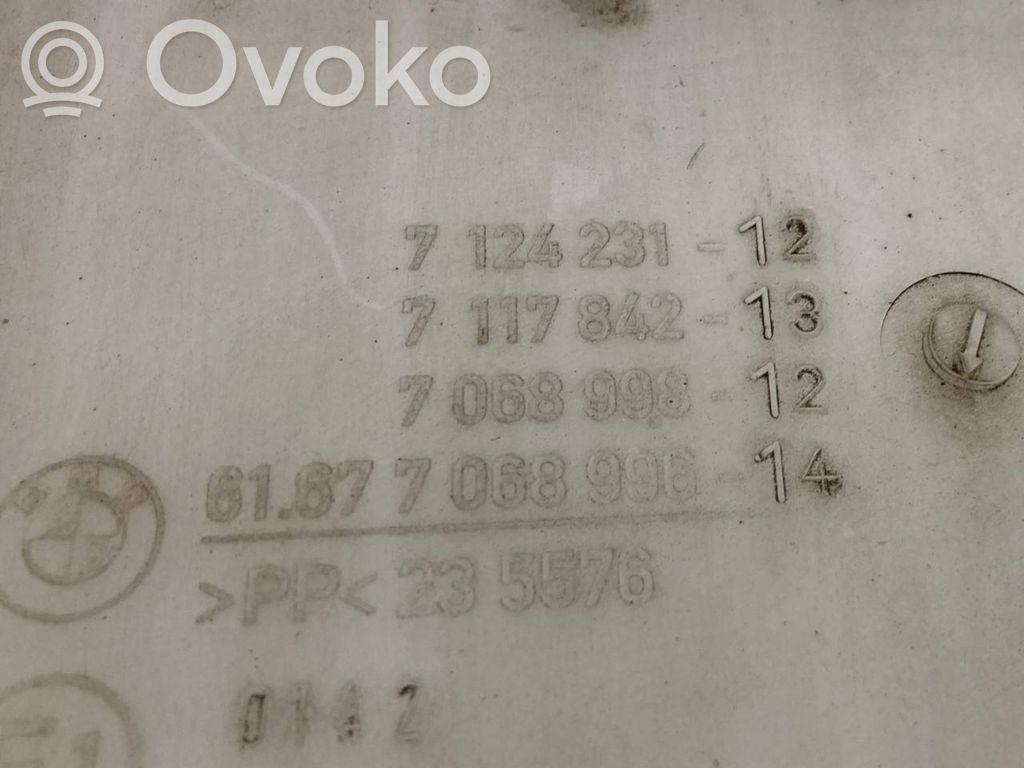 Ovoko
7 124 231 - 12
7 117 842 - 13
7 068 998 - 12
61.67 7 068 996 - 14
>PP< 23 5576